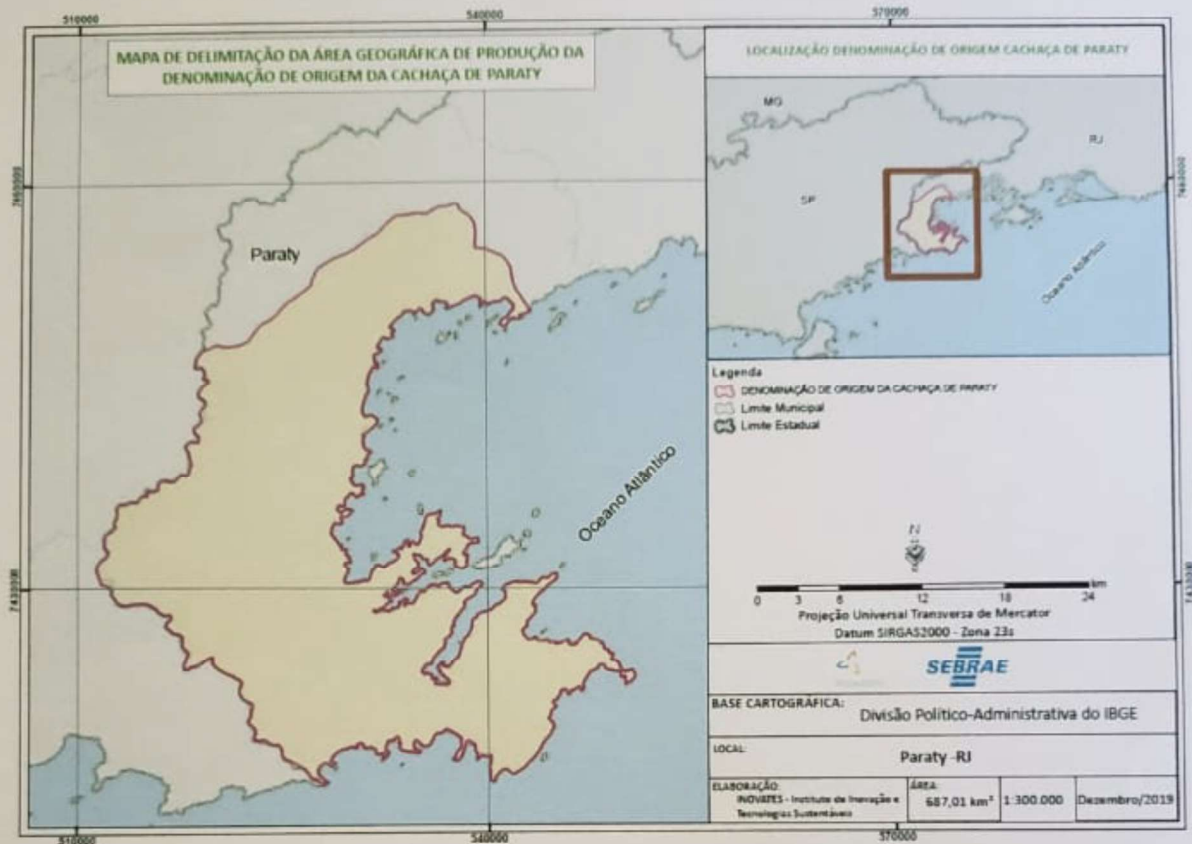 510000
540000
570000
MAPA DE DELIMITAÇÃO DA ÁREA GEOGRÁFICA DE PRODUÇÃO DA
DENOMINAÇÃO DE ORIGEM DA CACHAÇA DE PARATY
LOCALIZAÇÃO DENOMINAÇÃO DE ORIGEM CACHAÇA DE PARATY
MG
RJ
SP
Oceano Atlântico
7460000
7460000
Paraty
Oceano Atlântico
Legenda
DENOMINAÇÃO DE ORIGEM DA CACHAÇA DE PARATY
Limite Municipal
Limite Estadual
N
0 3 6 12 18 24 km
Projeção Universal Transversa de Mercator
Datum SIRGAS2000 - Zona 23s
7430000
7430000
SEBRAE
BASE CARTOGRÁFICA: Divisão Político-Administrativa do IBGE
LOCAL:
Paraty -RJ
ELABORAÇÃO:
INOVATES - Instituto de Inovação e
Tecnologias Sustentáveis
ÁREA:
687,01 km²
1:300.000
Dezembro/2019
510000
540000
570000